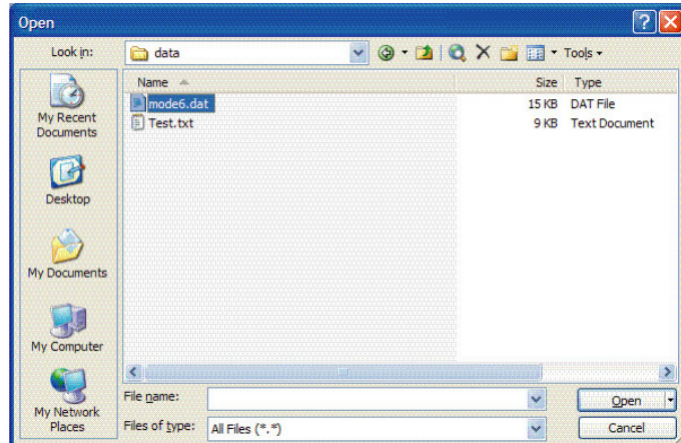 Open
Look in: data Tools
Name Size Type
mode6.dat 15 KB DAT File
Test.txt 9 KB Text Document
My Recent
Documents
Desktop
My Documents
My Computer
My Network
Places
File name: Open
Files of type: All Files (*.*) Cancel